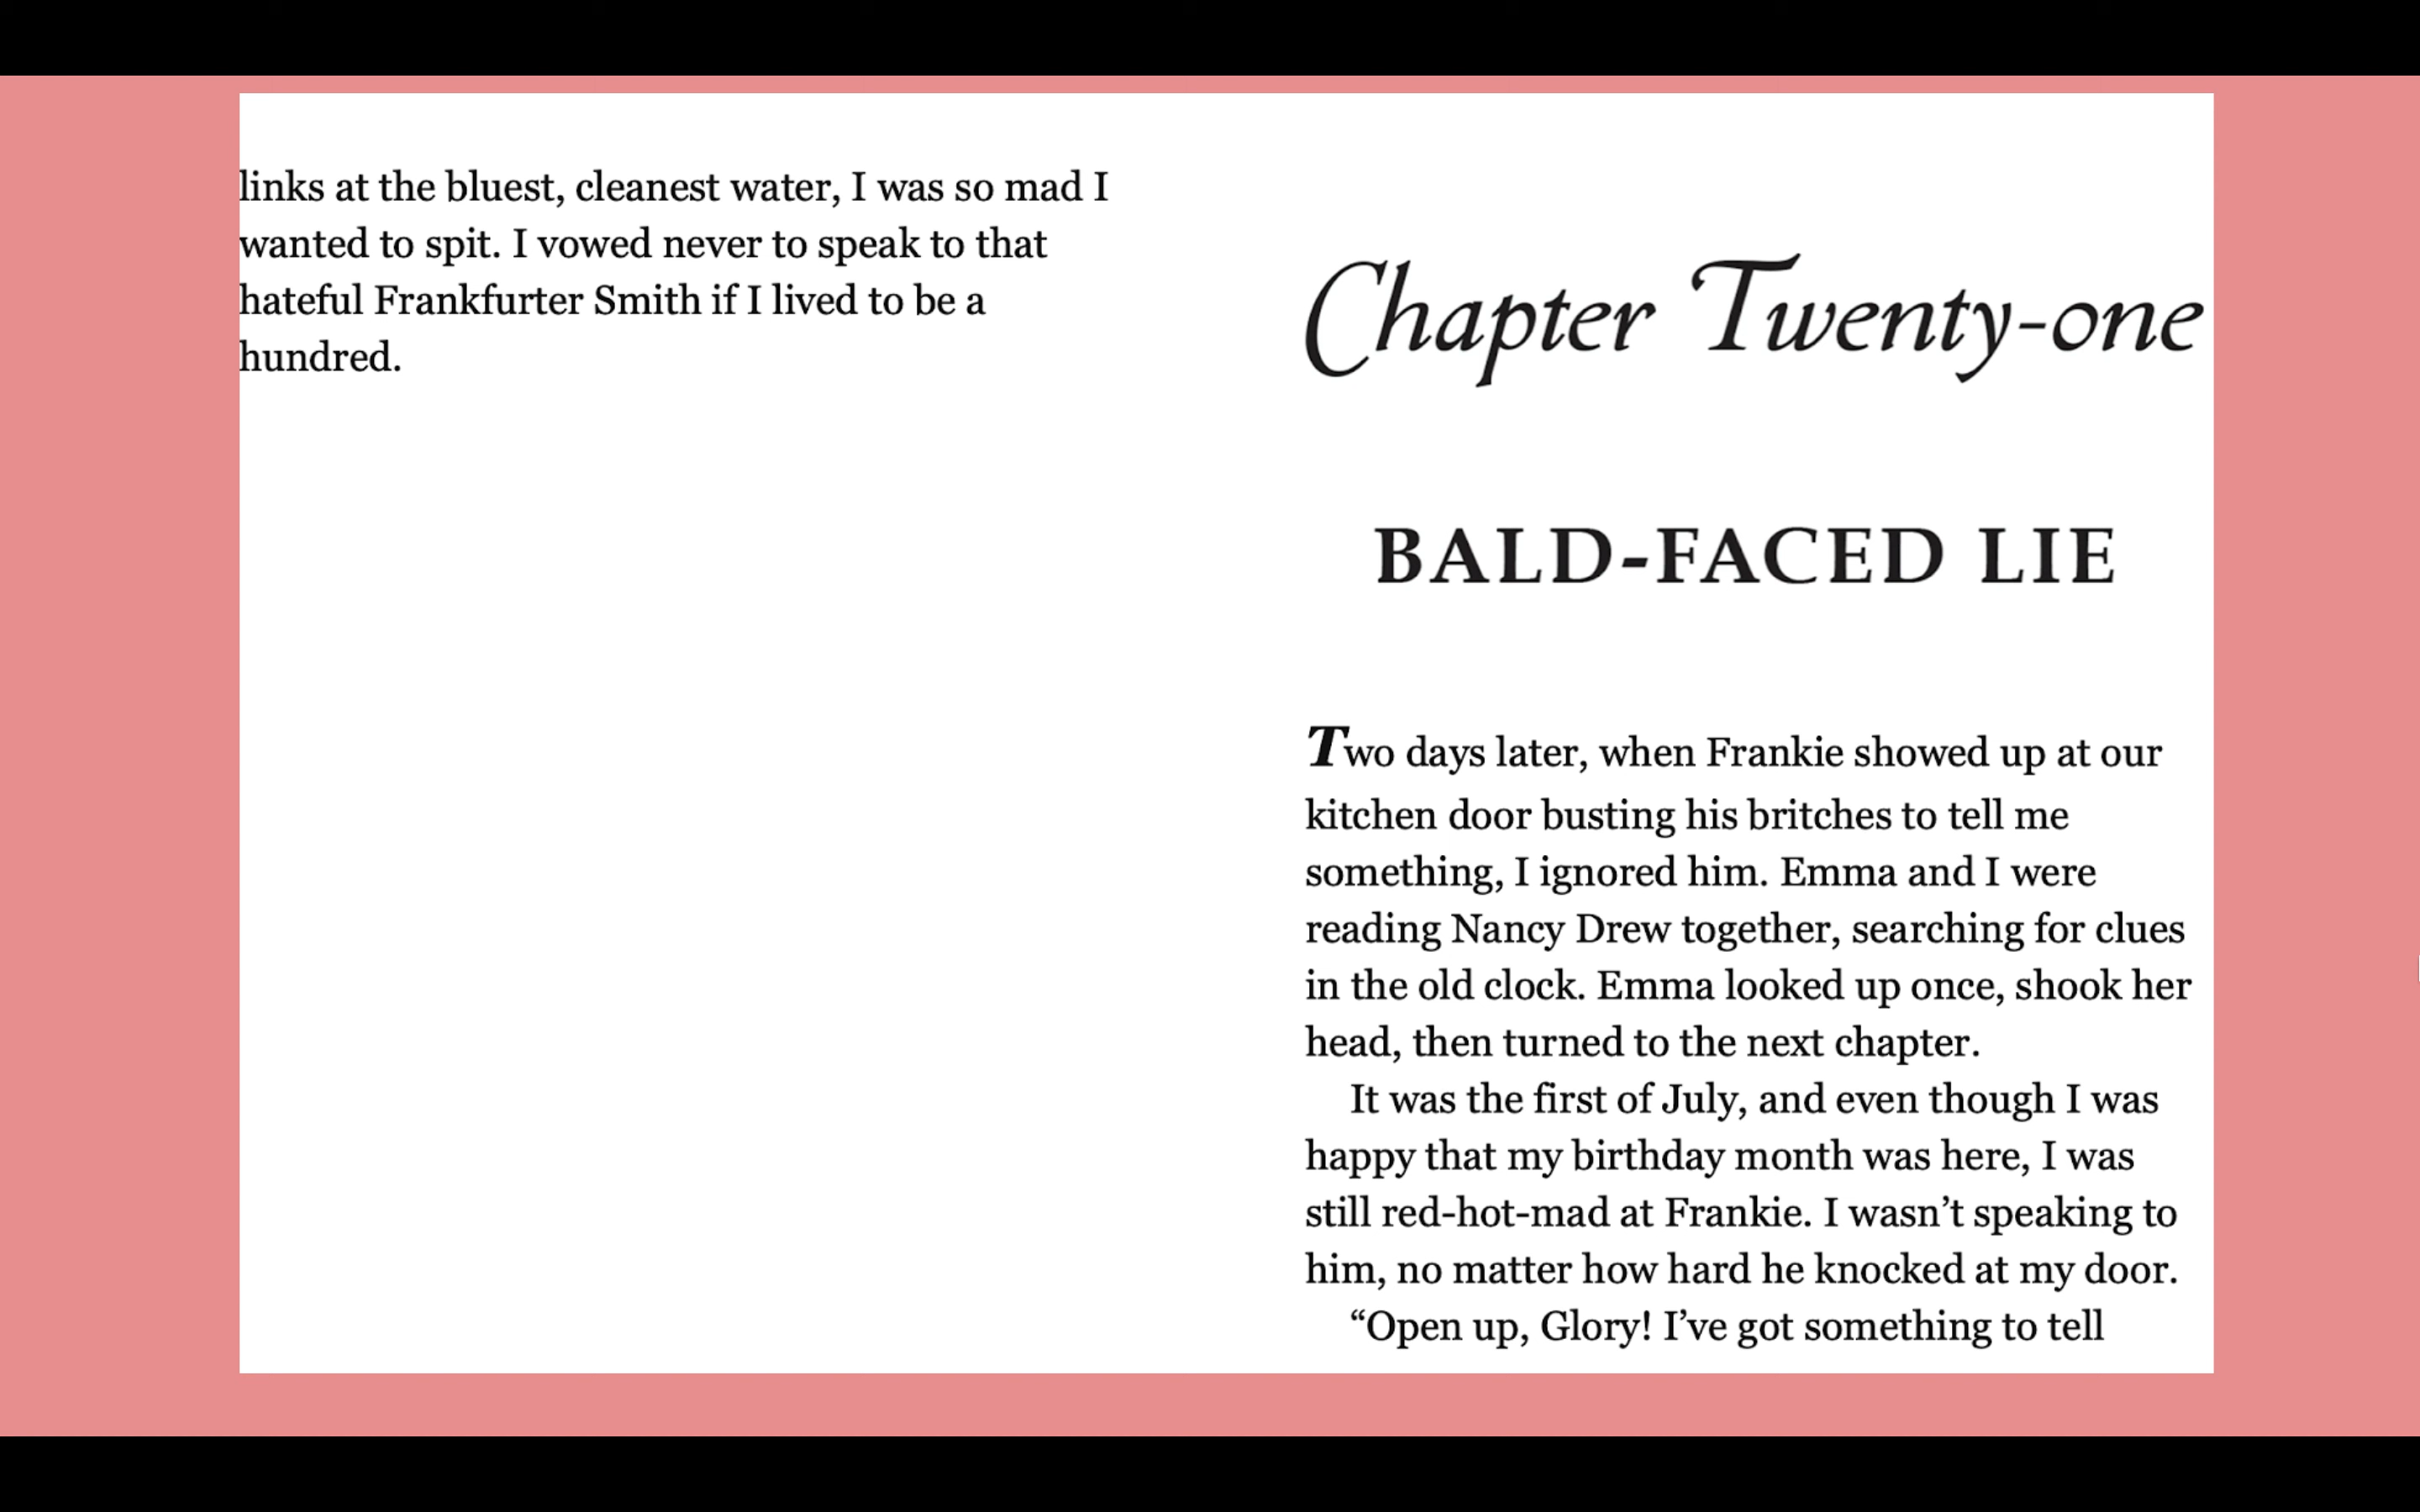 links at the bluest, cleanest water, I was so mad I
wanted to spit. I vowed never to speak to that
hateful Frankfurter Smith if I lived to be a
hundred.
Chapter Twenty-one
BALD-FACED LIE
Two days later, when Frankie showed up at our
kitchen door busting his britches to tell me
something, I ignored him. Emma and I were
reading Nancy Drew together, searching for clues
in the old clock. Emma looked up once, shook her
head, then turned to the next chapter.
It was the first of July, and even though I was
happy that my birthday month was here, I was
still red-hot-mad at Frankie. I wasn’t speaking to
him, no matter how hard he knocked at my door.
“Open up, Glory! I’ve got something to tell